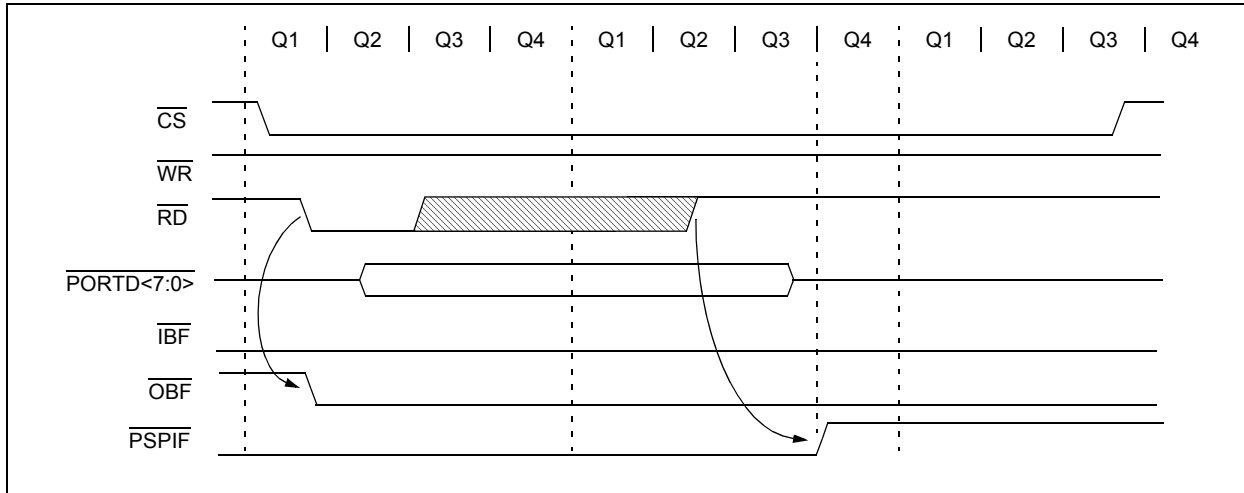 Q1 | Q2 | Q3 | Q4 | Q1 | Q2 | Q3 | Q4 | Q1 | Q2 | Q3 | Q4
CS
WR
RD
PORTD<7:0>
IBF
OBF
PSPIF